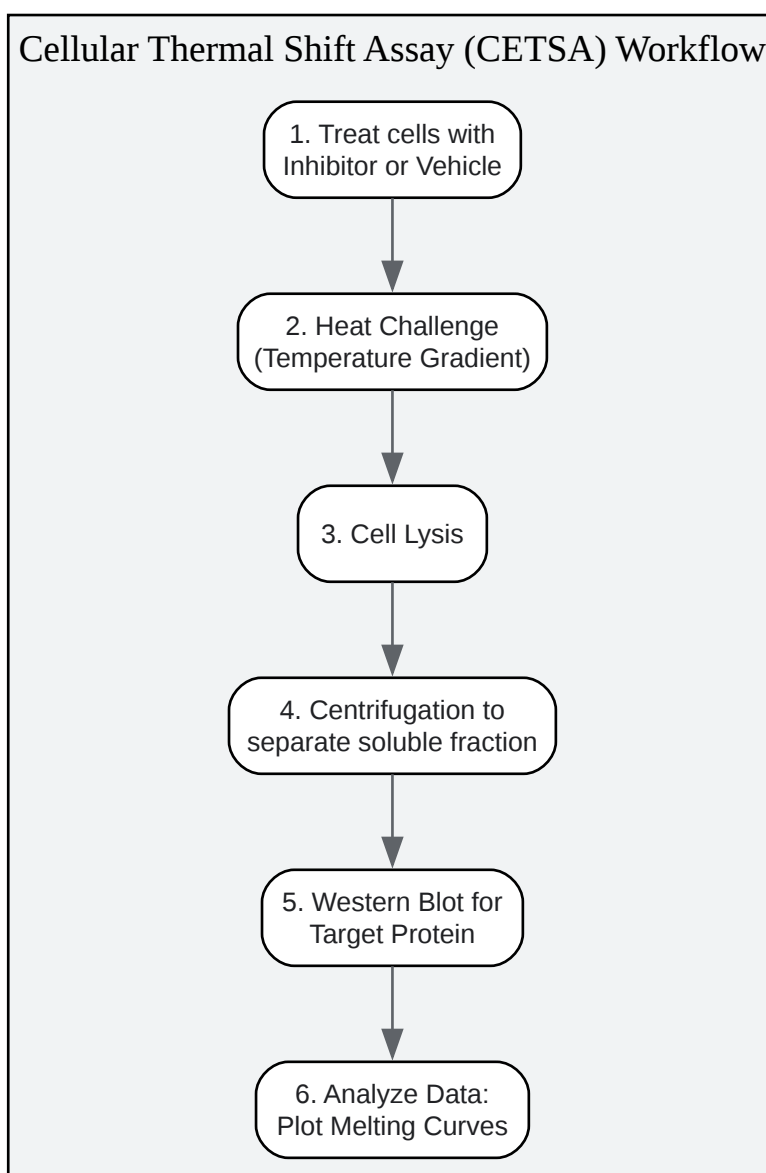 Cellular Thermal Shift Assay (CETSA) Workflow
1. Treat cells with
Inhibitor or Vehicle
2. Heat Challenge
(Temperature Gradient)
3. Cell Lysis
4. Centrifugation to
separate soluble fraction
5. Western Blot for
Target Protein
6. Analyze Data:
Plot Melting Curves